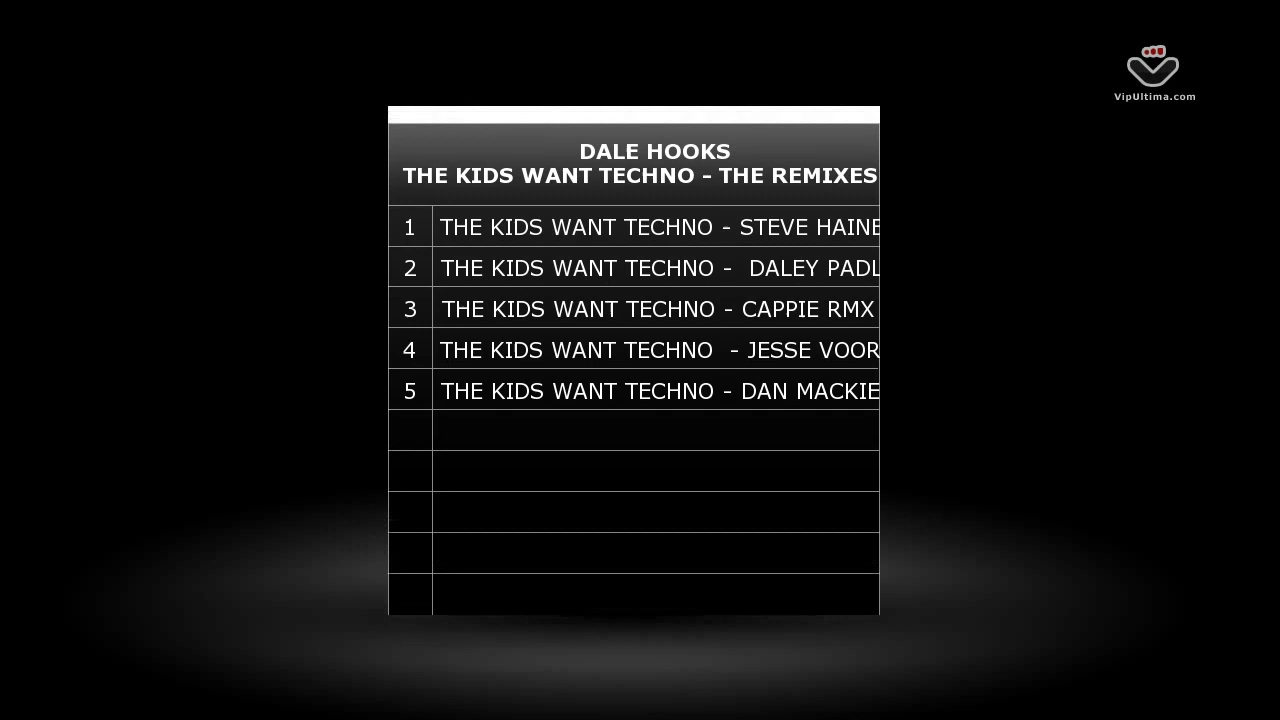 VipUltima.com
DALE HOOKS
THE KIDS WANT TECHNO - THE REMIXES
1 THE KIDS WANT TECHNO - STEVE HAINE
2 THE KIDS WANT TECHNO - DALEY PADL
3 THE KIDS WANT TECHNO - CAPPIE RMX
4 THE KIDS WANT TECHNO - JESSE VOOR
5 THE KIDS WANT TECHNO - DAN MACKIE